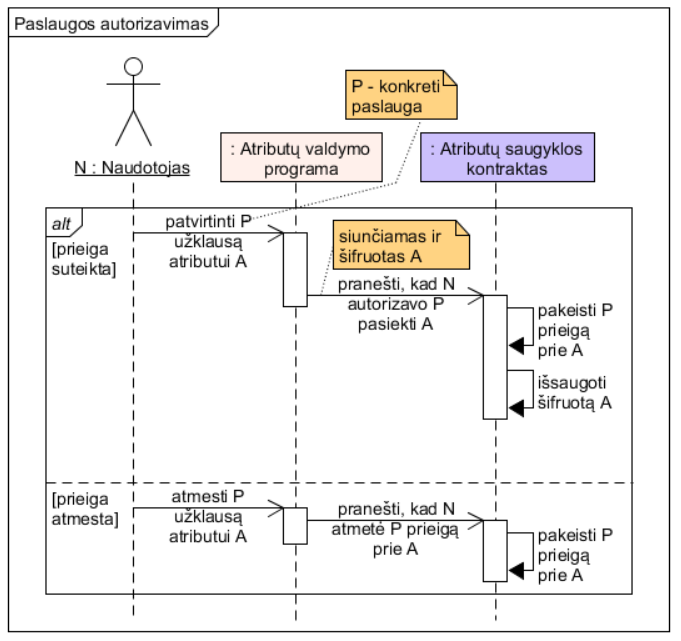 Paslaugos autorizavimas
P - konkreti
paslauga
N : Naudotojas
: Atributų valdymo
programa
: Atributų saugyklos
kontraktas
alt
[prieiga
suteikta]
patvirtinti P
užklausą
atributui A
siunčiamas ir
šifruotas A
pranešti, kad N
autorizavo P
pasiekti A
pakeisti P
prieigą
prie A
išsaugoti
šifruotą A
[prieiga
atmesta]
atmesti P
užklausą
atributui A
pranešti, kad N
atmetė P prieigą
prie A
pakeisti P
prieigą
prie A